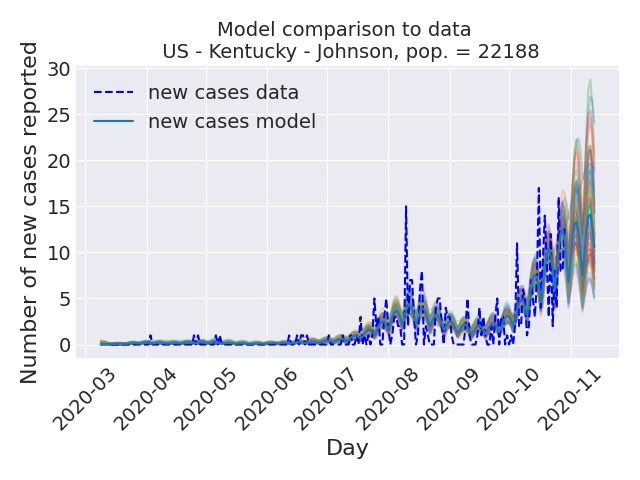 Model comparison to data
US - Kentucky - Johnson, pop. = 22188
Number of new cases reported
30
25
20
15
10
5
0
new cases data
new cases model
2020-03
2020-04
2020-05
2020-06
2020-07
2020-08
2020-09
2020-10
2020-11
Day